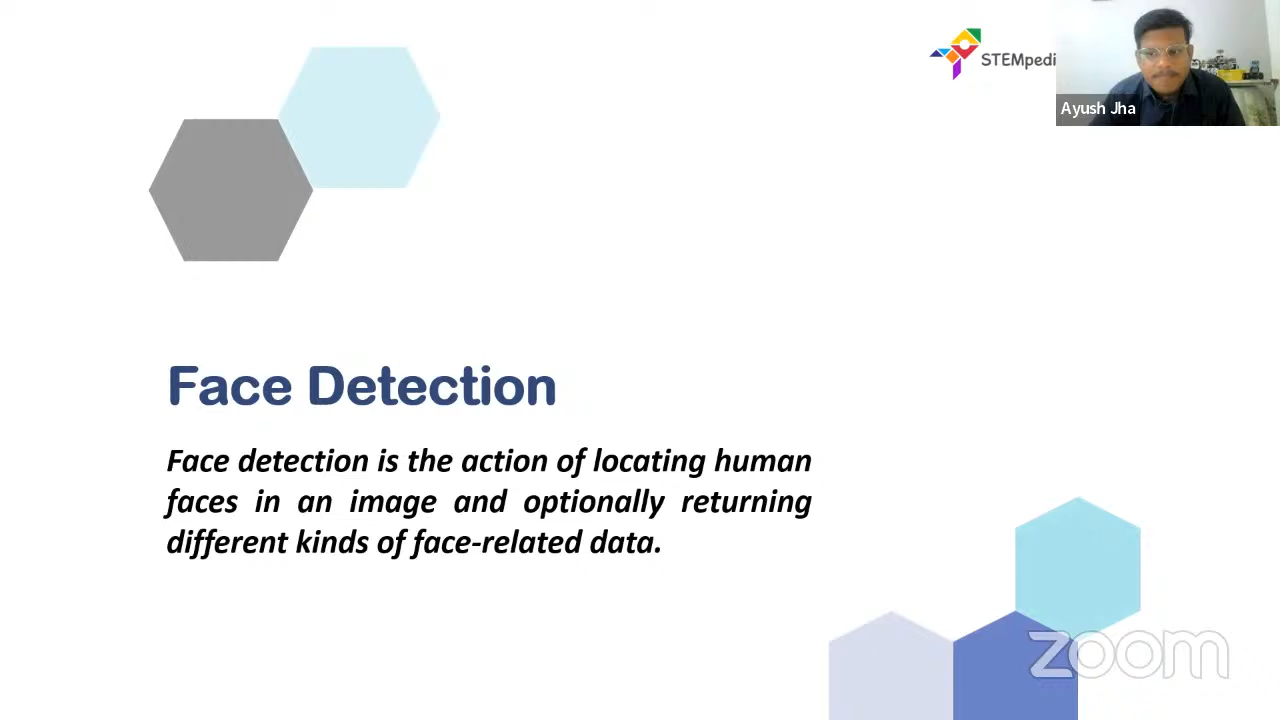 STEMpedi
Ayush Jha
Face Detection
Face detection is the action of locating human
faces in an image and optionally returning
different kinds of face-related data.
zoom